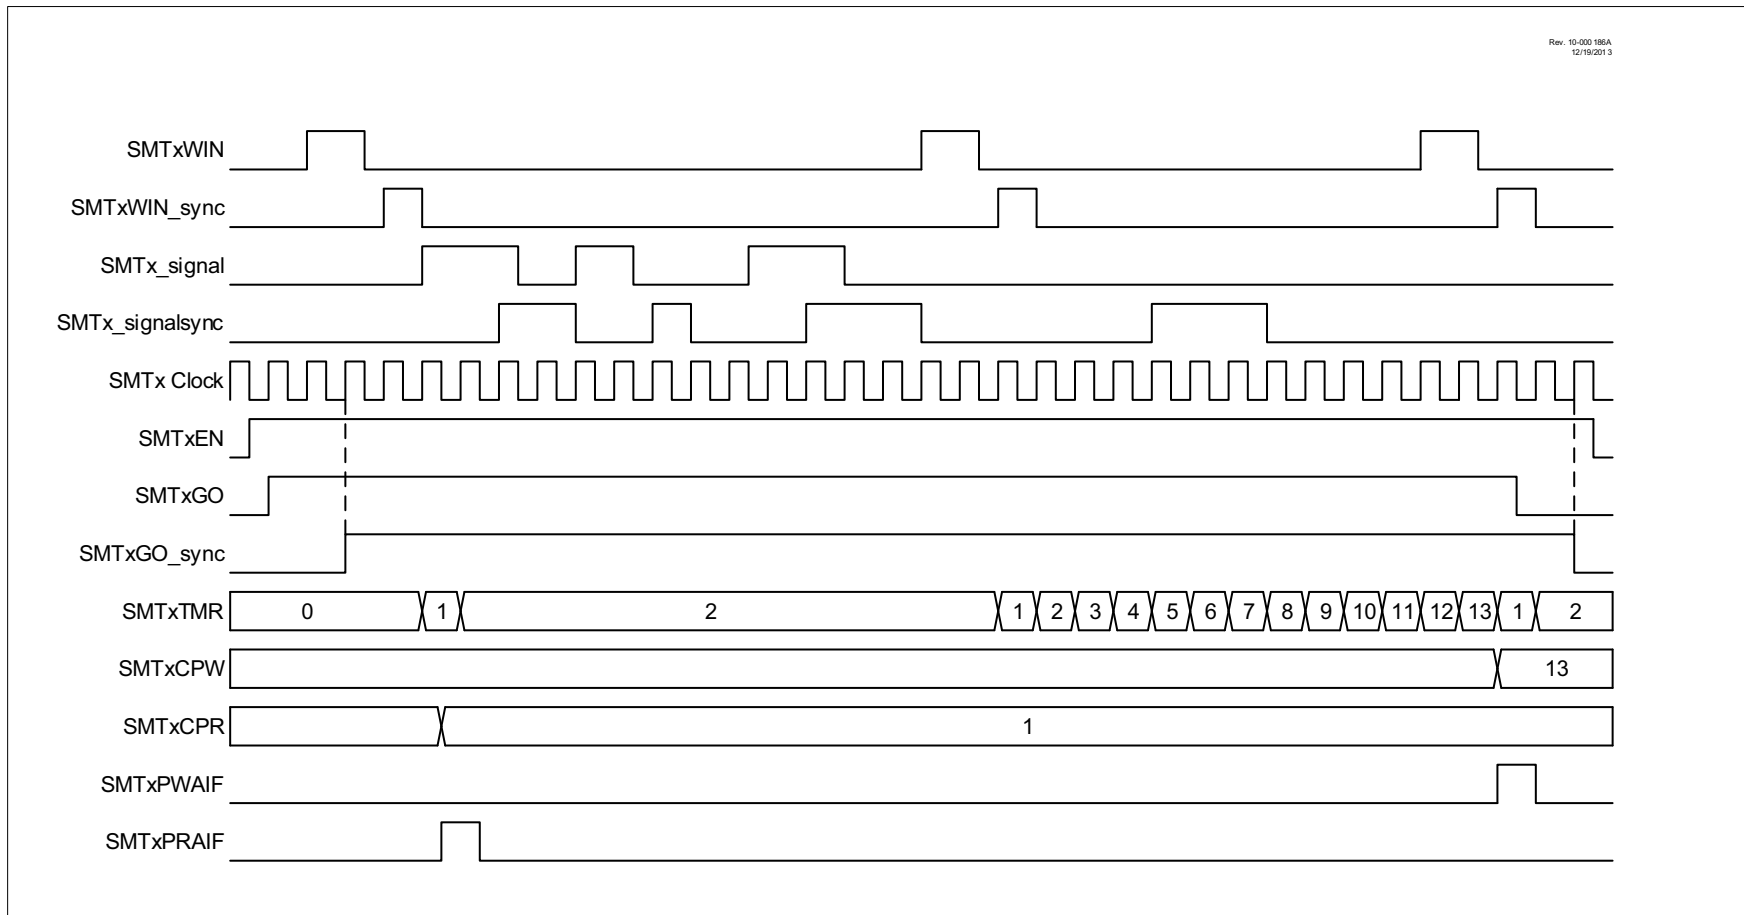 Rev. 10-000 186A
12/19/201 3
SMTxWIN
SMTxWIN_sync
SMTx_signal
SMTx_signalsync
SMTx Clock
SMTxEN
SMTxGO
SMTxGO_sync
SMTxTMR 0 1 2 1 2 3 4 5 6 7 8 9 10 11 12 13 1 2
SMTxCPW 13
SMTxCPR 1
SMTxPWAIF
SMTxPRAIF